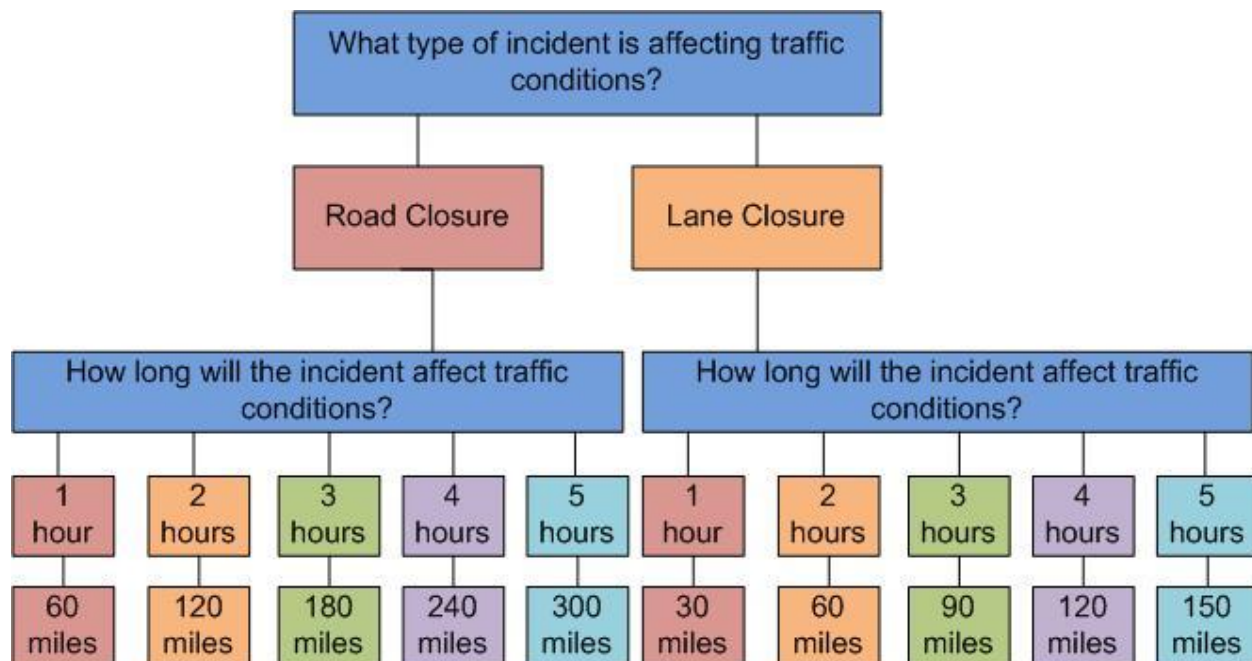 What type of incident is affecting traffic
conditions?
Road Closure
Lane Closure
How long will the incident affect traffic
conditions?
How long will the incident affect traffic
conditions?
1
hour
2
hours
3
hours
4
hours
5
hours
1
hour
2
hours
3
hours
4
hours
5
hours
60
miles
120
miles
180
miles
240
miles
300
miles
30
miles
60
miles
90
miles
120
miles
150
miles